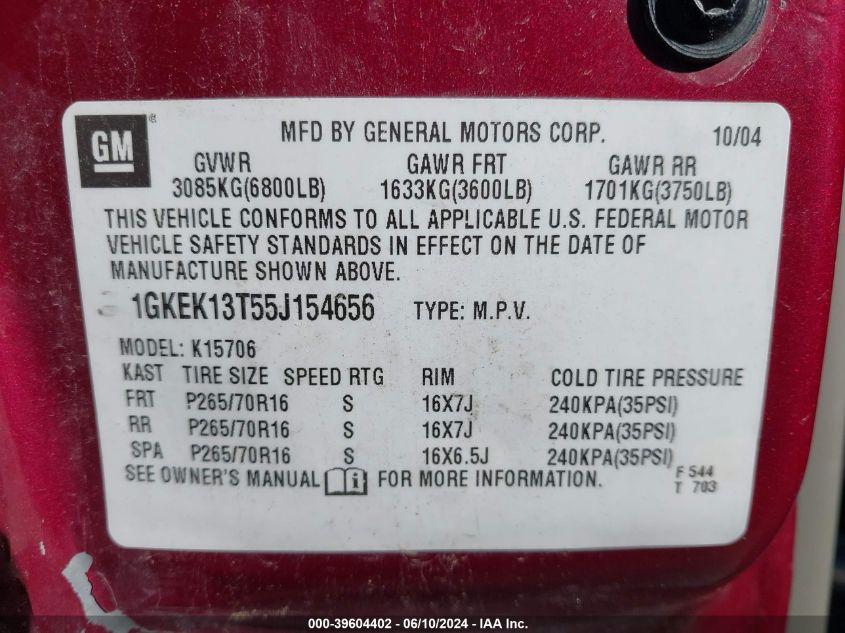 GM ®
MFD BY GENERAL MOTORS CORP. 10/04
GVWR GAWR FRT GAWR RR
3085KG(6800LB) 1633KG(3600LB) 1701KG(3750LB)
THIS VEHICLE CONFORMS TO ALL APPLICABLE U.S. FEDERAL MOTOR
VEHICLE SAFETY STANDARDS IN EFFECT ON THE DATE OF
MANUFACTURE SHOWN ABOVE.
1GKEK13T55J154656 TYPE: M.P.V.
MODEL: K15706
KAST TIRE SIZE SPEED RTG RIM COLD TIRE PRESSURE
FRT P265/70R16 S 16X7J 240KPA(35PSI)
RR P265/70R16 S 16X7J 240KPA(35PSI)
SPA P265/70R16 S 16X6.5J 240KPA(35PSI)
SEE OWNER'S MANUAL i FOR MORE INFORMATION.
F 544
T 703
000-39604402 - 06/10/2024 - IAA Inc.